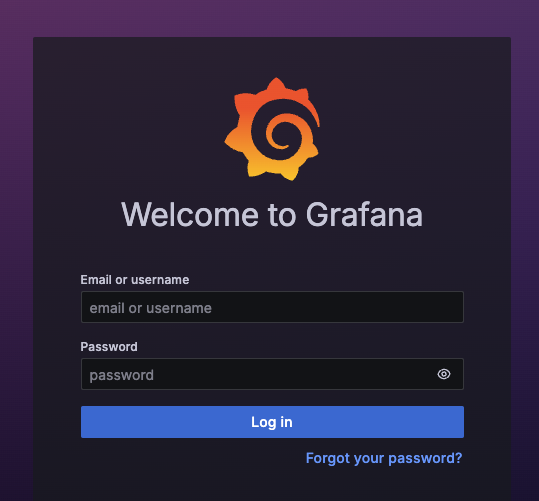 Welcome to Grafana
Email or username
email or username
Password
password
Log in
Forgot your password?